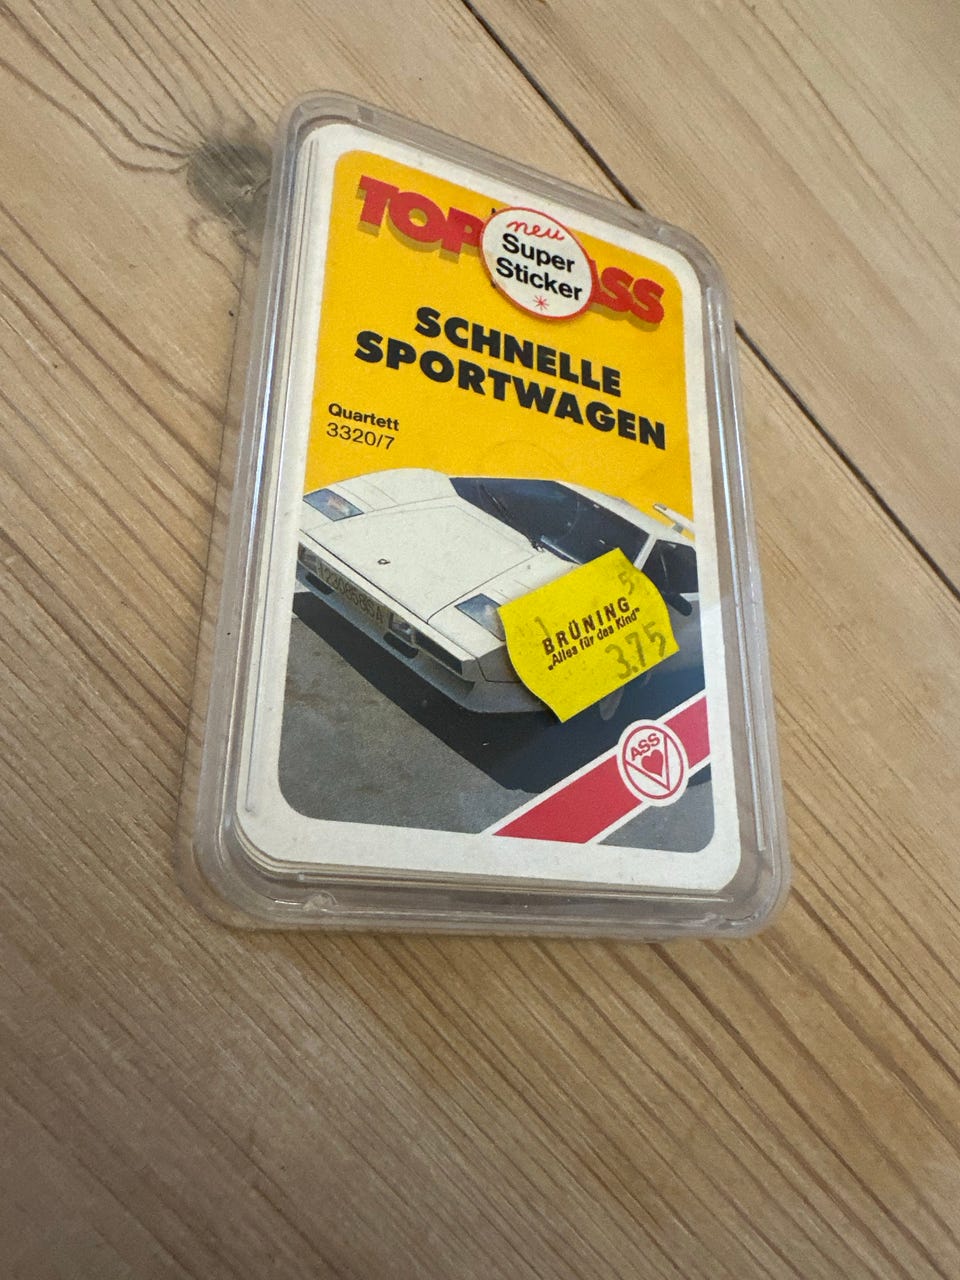 TOP ASS
neu
Super
Sticker
SCHNELLE
SPORTWAGEN
Quartett
3320/7
BRÜNING
„Alles für das Kind"
3.75
ASS